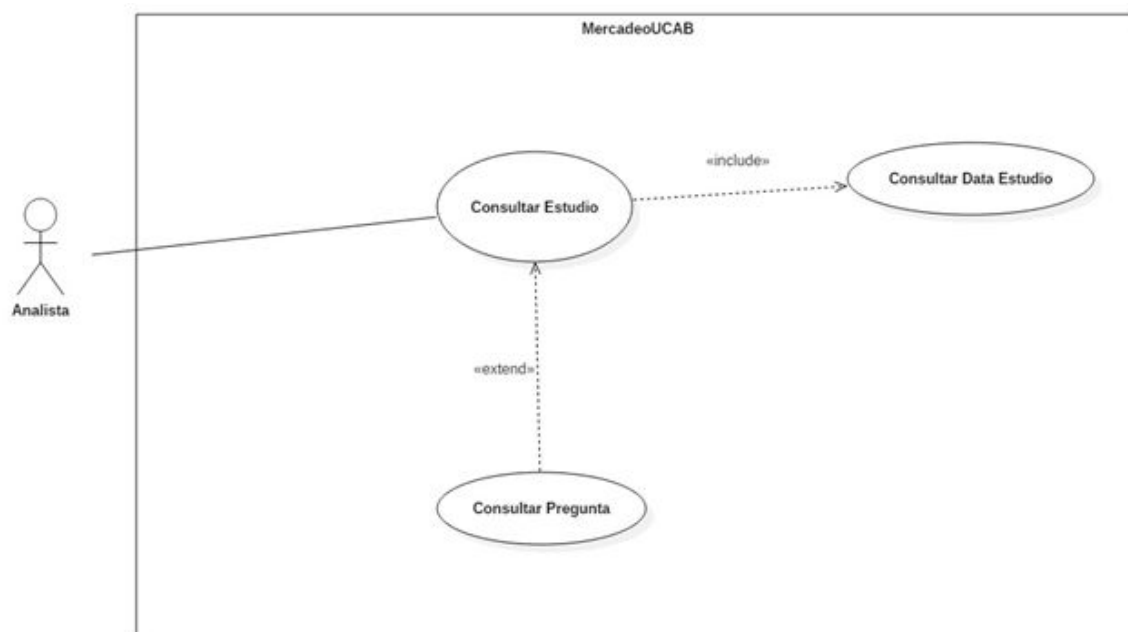 MercadeoUCAB
«include»
Consultar Data Estudio
Consultar Estudio
Analista
«extend»
Consultar Pregunta